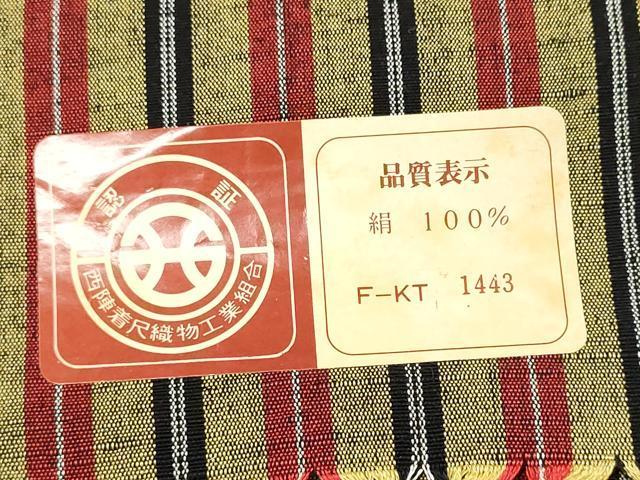 認証
西陣着尺織物工業組合
品質表示
絹 100%
F-KT 1443